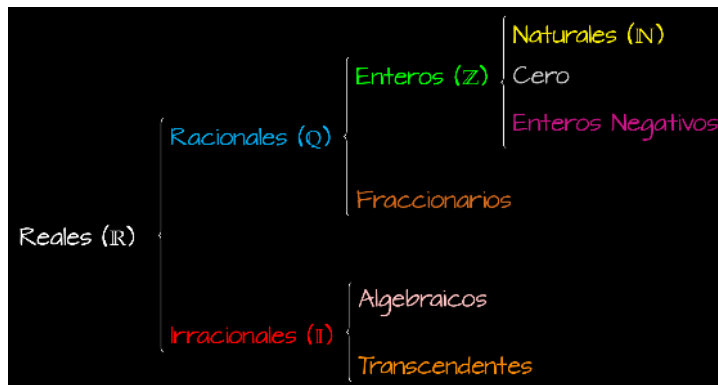 Naturales (ℕ)
Enteros (ℤ)
Cero
Enteros Negativos
Racionales (ℚ)
Fraccionarios
Reales (ℝ)
Algebraicos
Irracionales (𝕀)
Transcendentes